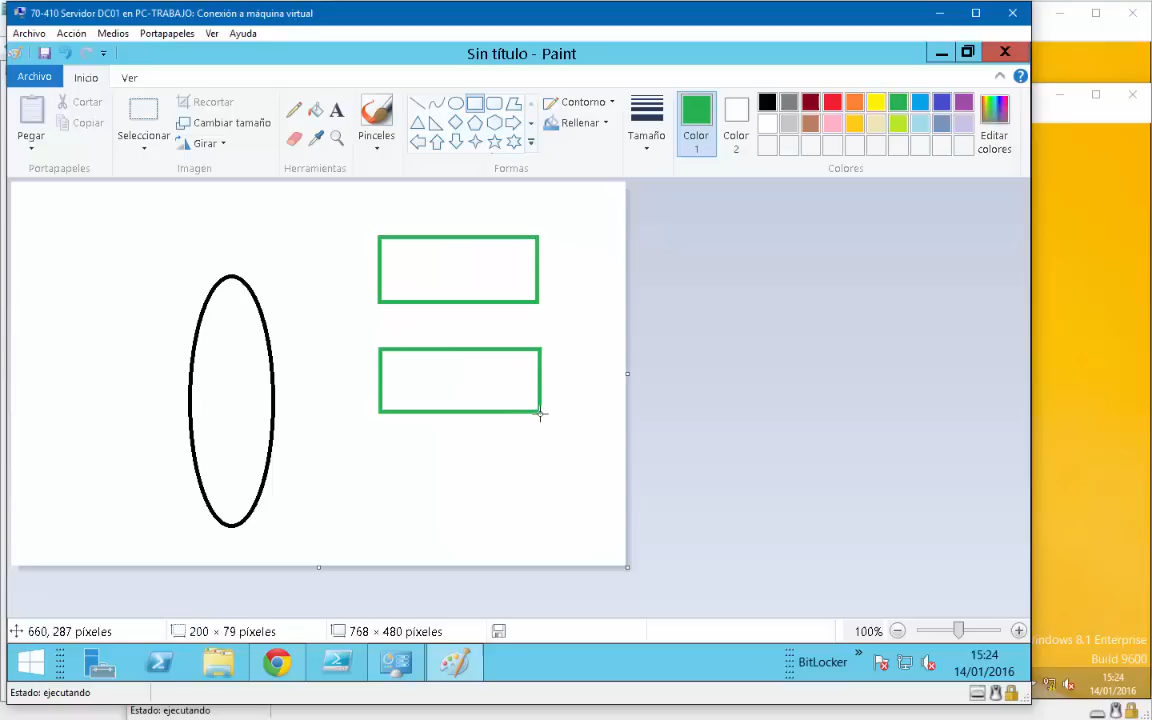 70-410 Servidor DC01 en PC-TRABAJO: Conexión a máquina virtual
Archivo Acción Medios Portapapeles Ver Ayuda
Sin título - Paint
Archivo Inicio Ver
Pegar
Cortar
Copiar
Portapapeles
Seleccionar
Recortar
Cambiar tamaño
Girar
Imagen
A
Herramientas
Pinceles
Contorno
Rellenar
Formas
Tamaño
Color 1
Color 2
Editar colores
Colores
660, 287 píxeles
200 × 79 píxeles
768 × 480 píxeles
100%
BitLocker
15:24
14/01/2016
Estado: ejecutando
indows 8.1 Enterprise
Build 9600
15:24
14/01/2016
Estado: ejecutando